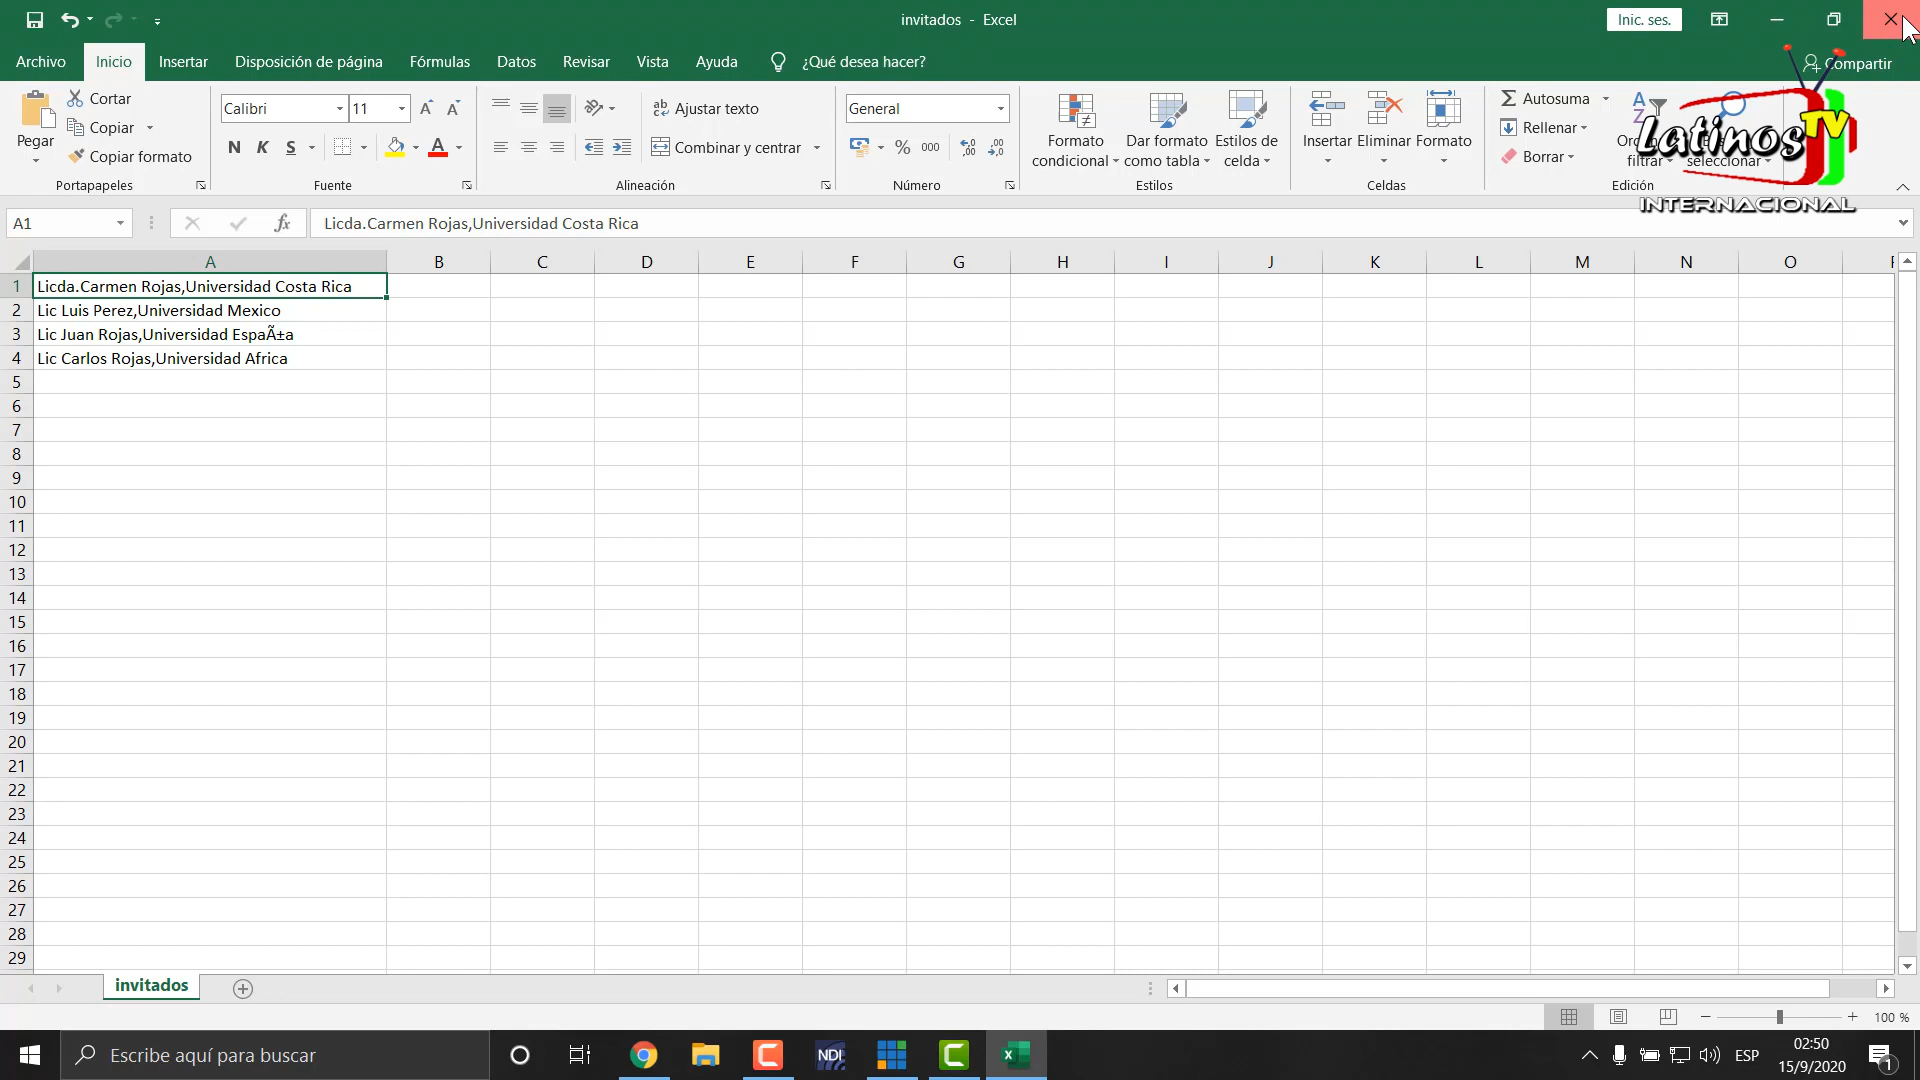 invitados - Excel
Inic. ses.
Archivo Inicio Insertar Disposición de página Fórmulas Datos Revisar Vista Ayuda ¿Qué desea hacer? Compartir
Pegar
Cortar
Copiar
Copiar formato
Portapapeles
Calibri 11
N K S
Fuente
Ajustar texto
Combinar y centrar
Alineación
General
% 000
Número
Formato condicional
Dar formato como tabla
Estilos de celda
Estilos
Insertar Eliminar Formato
Celdas
Autosuma
Rellenar
Borrar
filtrar
seleccionar
Edición
Latinos TV
INTERNACIONAL
A1 fx Licda.Carmen Rojas,Universidad Costa Rica
A B C D E F G H I J K L M N O
1 Licda.Carmen Rojas,Universidad Costa Rica
2 Lic Luis Perez,Universidad Mexico
3 Lic Juan Rojas,Universidad EspaÃ±a
4 Lic Carlos Rojas,Universidad Africa
5
6
7
8
9
10
11
12
13
14
15
16
17
18
19
20
21
22
23
24
25
26
27
28
29
invitados
100 %
Escribe aquí para buscar
NDI
ESP
02:50
15/9/2020
1